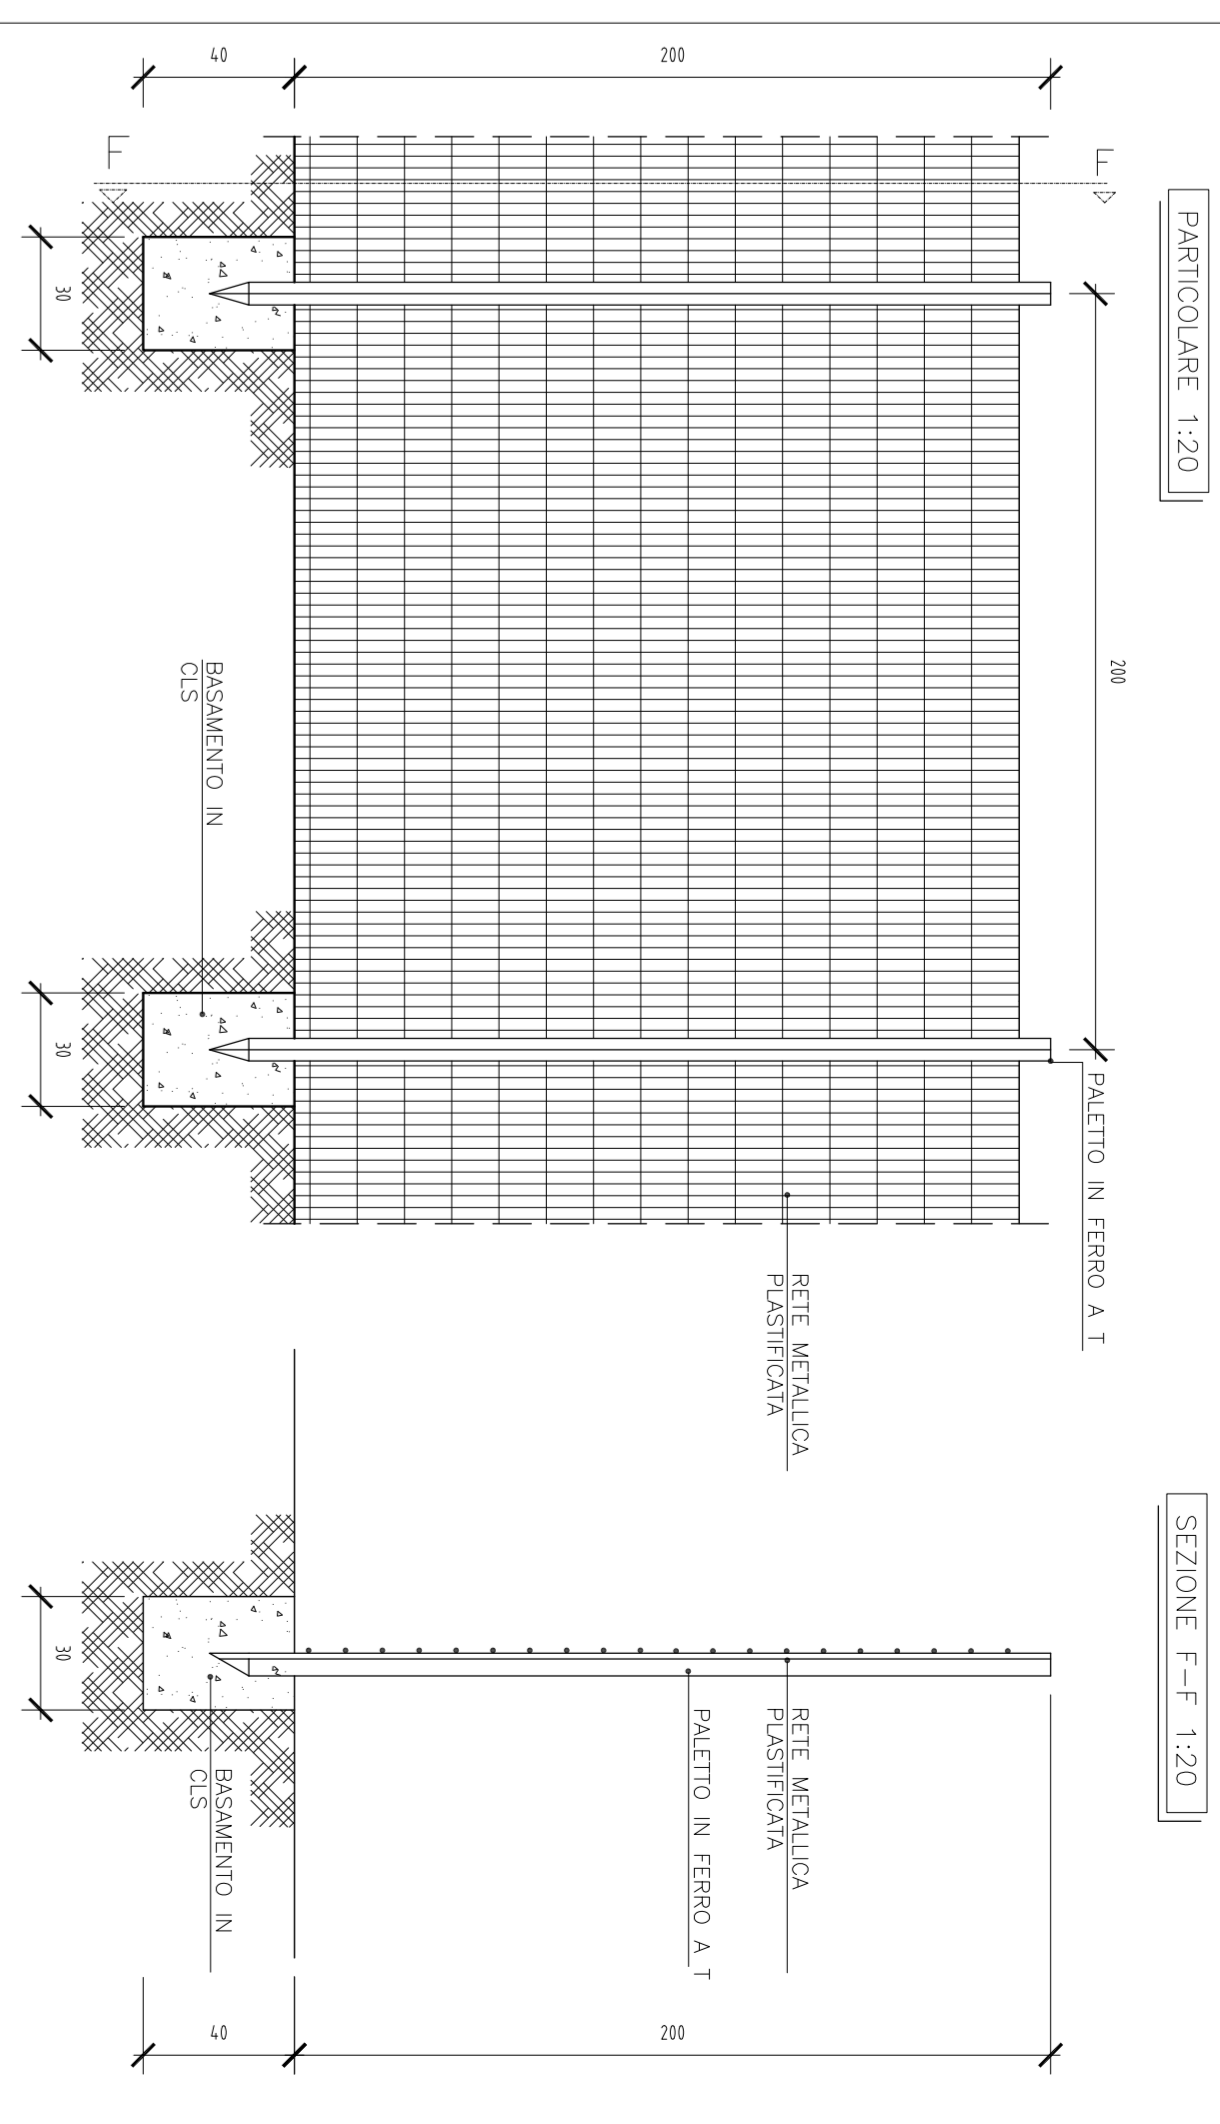 PARTICOLARE 1:20
200
F
F
200
40
30
30
PALETTO IN FERRO A T
RETE METALLICA
PLASTIFICATA
BASAMENTO IN
CLS
SEZIONE F-F 1:20
RETE METALLICA
PLASTIFICATA
PALETTO IN FERRO A T
BASAMENTO IN
CLS
30
200
40